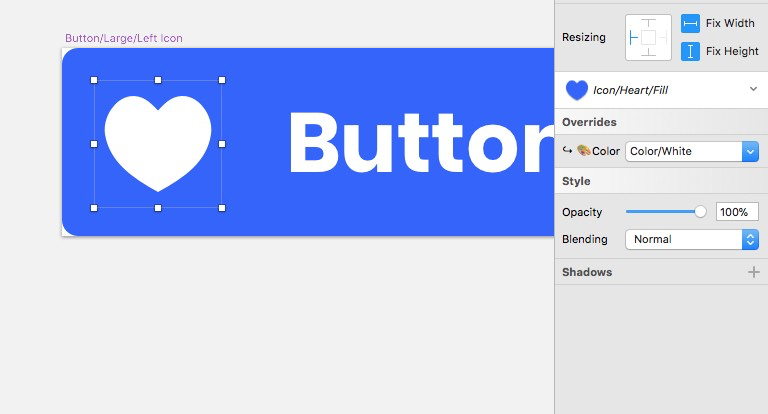 Button/Large/Left Icon
Button
Resizing
Fix Width
Fix Height
Icon/Heart/Fill
Overrides
Color Color/White
Style
Opacity 100%
Blending Normal
Shadows